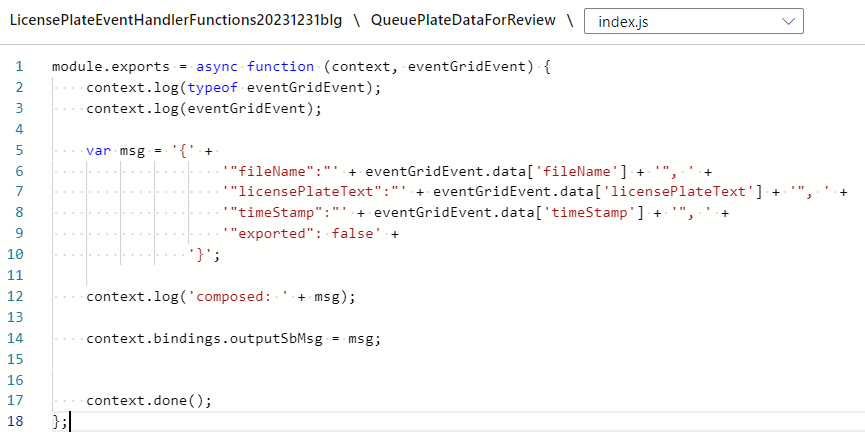 LicensePlateEventHandlerFunctions20231231blg \ QueuePlateDataForReview \ index.js
1 module.exports = async function (context, eventGridEvent) {
2     context.log(typeof eventGridEvent);
3     context.log(eventGridEvent);
4
5     var msg = '{' +
6                     '"fileName":"' + eventGridEvent.data['fileName'] + '", ' +
7                     '"licensePlateText":"' + eventGridEvent.data['licensePlateText'] + '", ' +
8                     '"timeStamp":"' + eventGridEvent.data['timeStamp'] + '", ' +
9                     '"exported": false' +
10                 '}';
11
12     context.log('composed: ' + msg);
13
14     context.bindings.outputSbMsg = msg;
15
16
17     context.done();
18 };